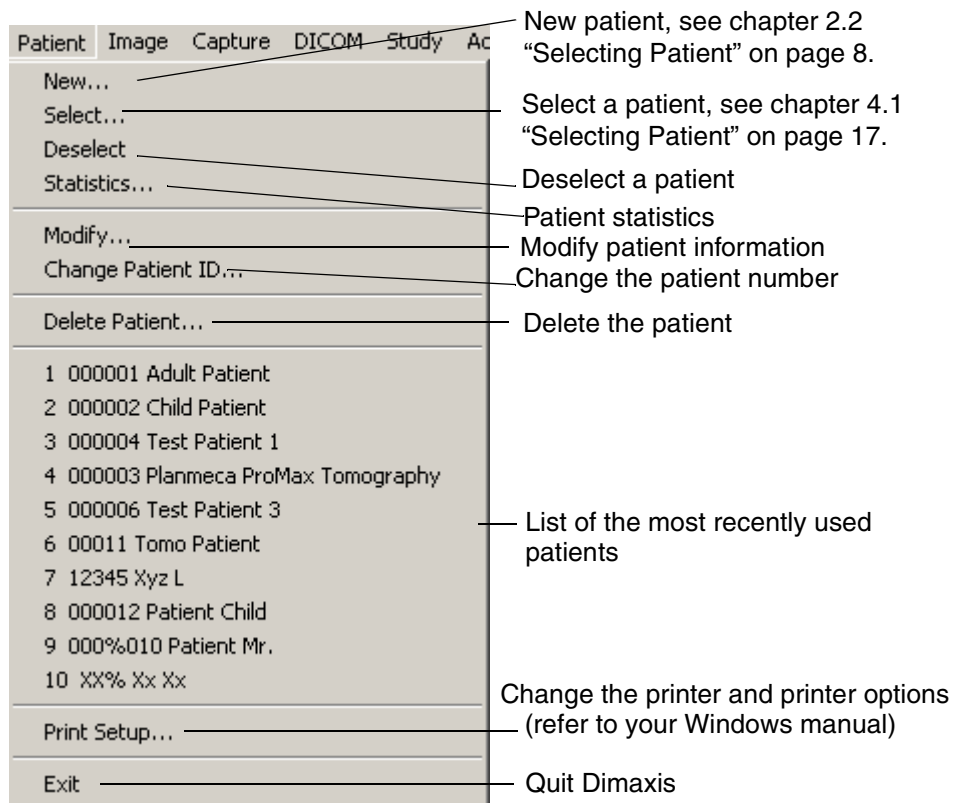 Patient Image Capture DICOM Study Ac
New...
Select...
Deselect
Statistics...
Modify...
Change Patient ID...
Delete Patient...
1 000001 Adult Patient
2 000002 Child Patient
3 000004 Test Patient 1
4 000003 Planmeca ProMax Tomography
5 000006 Test Patient 3
6 00011 Tomo Patient
7 12345 Xyz L
8 000012 Patient Child
9 000%010 Patient Mr.
10 XX% Xx Xx
Print Setup...
Exit
New patient, see chapter 2.2
“Selecting Patient” on page 8.
Select a patient, see chapter 4.1
“Selecting Patient” on page 17.
Deselect a patient
Patient statistics
Modify patient information
Change the patient number
Delete the patient
List of the most recently used
patients
Change the printer and printer options
(refer to your Windows manual)
Quit Dimaxis